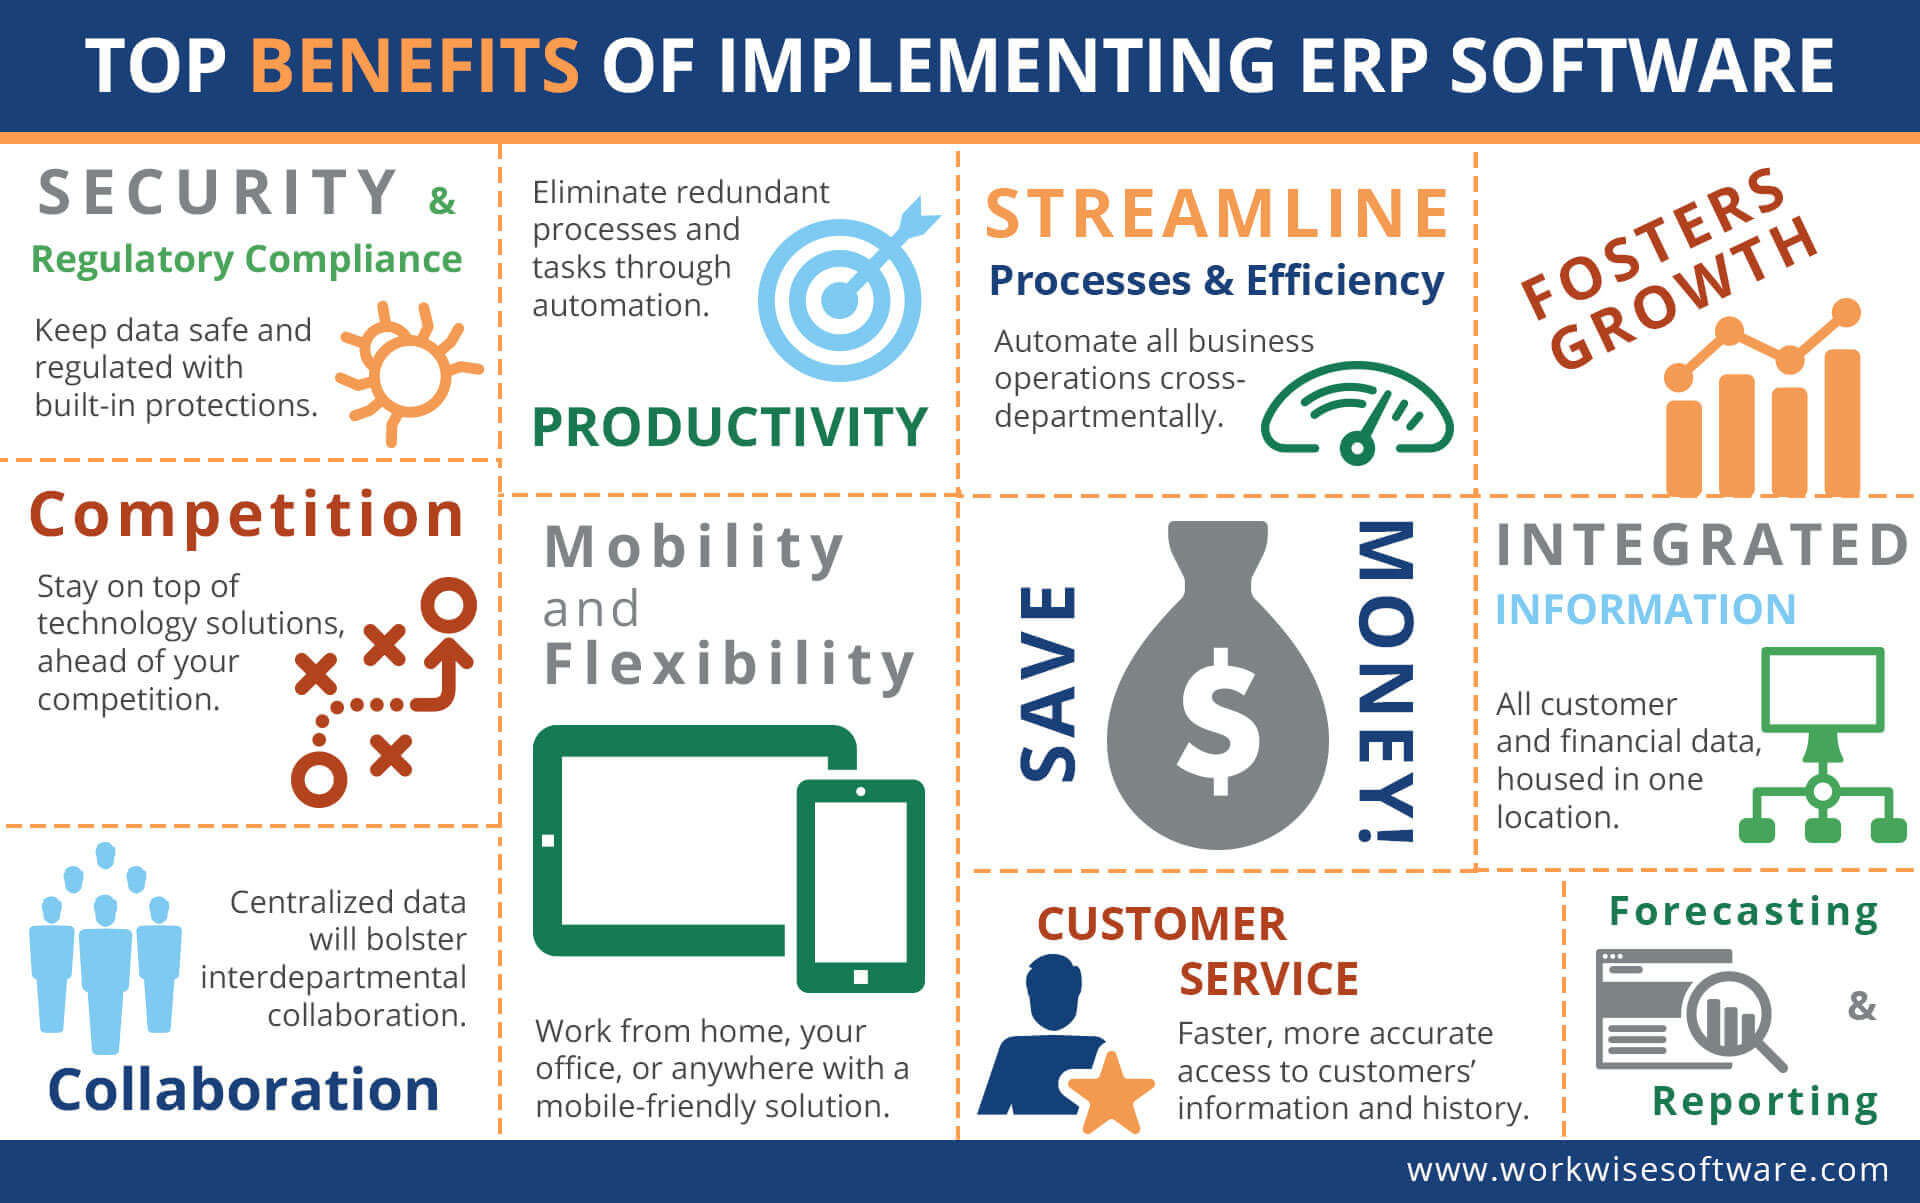 TOP BENEFITS OF IMPLEMENTING ERP SOFTWARE
SECURITY &
Regulatory Compliance
Keep data safe and
regulated with
built-in protections.
Eliminate redundant
processes and
tasks through
automation.
PRODUCTIVITY
STREAMLINE
Processes & Efficiency
Automate all business
operations cross-
departmentally.
FOSTERS
GROWTH
Competition
Stay on top of
technology solutions,
ahead of your
competition.
Mobility
and
Flexibility
Work from home, your
office, or anywhere with a
mobile-friendly solution.
SAVE
$
MONEY!
INTEGRATED
INFORMATION
All customer
and financial data,
housed in one
location.
Centralized data
will bolster
interdepartmental
collaboration.
Collaboration
CUSTOMER
SERVICE
Faster, more accurate
access to customers’
information and history.
Forecasting
&
Reporting
www.workwisesoftware.com